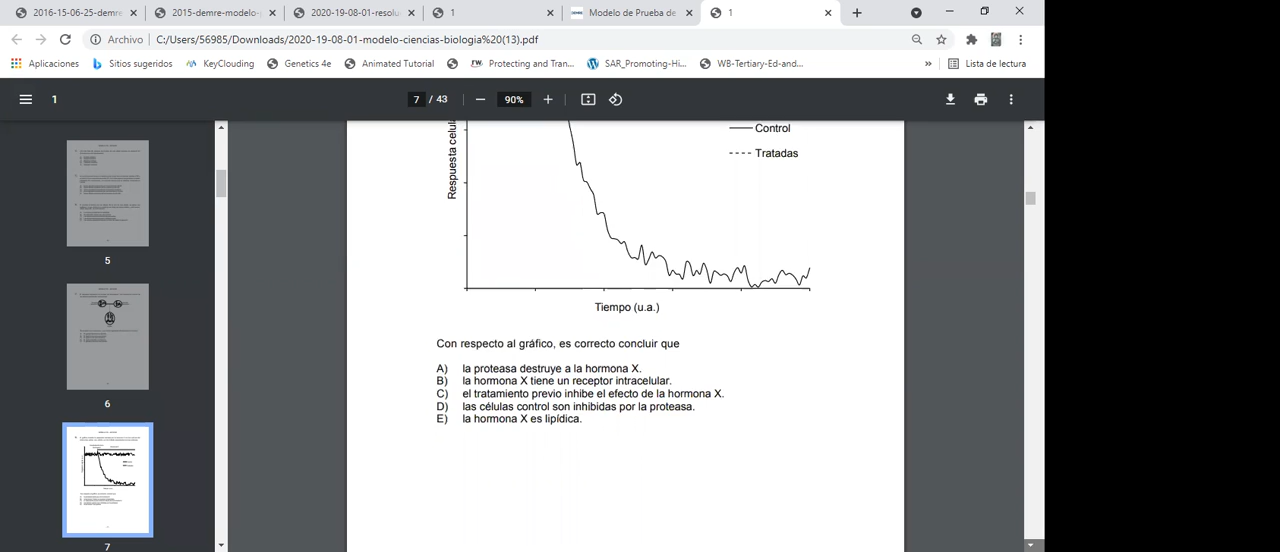 2016-15-06-25-demre
2015-demre-modelo-
2020-19-08-01-resolu
1
Modelo de Prueba de
1
Archivo
C:/Users/56985/Downloads/2020-19-08-01-modelo-ciencias-biologia%20(13).pdf
Aplicaciones
Sitios sugeridos
KeyClouding
Genetics 4e
Animated Tutorial
Protecting and Tran...
SAR_Promoting-Hi...
WB-Tertiary-Ed-and...
»
Lista de lectura
1
7 / 43
90%
5
6
7
Respuesta celula
Control
Tratadas
Tiempo (u.a.)
Con respecto al gráfico, es correcto concluir que
A) la proteasa destruye a la hormona X.
B) la hormona X tiene un receptor intracelular.
C) el tratamiento previo inhibe el efecto de la hormona X.
D) las células control son inhibidas por la proteasa.
E) la hormona X es lipídica.